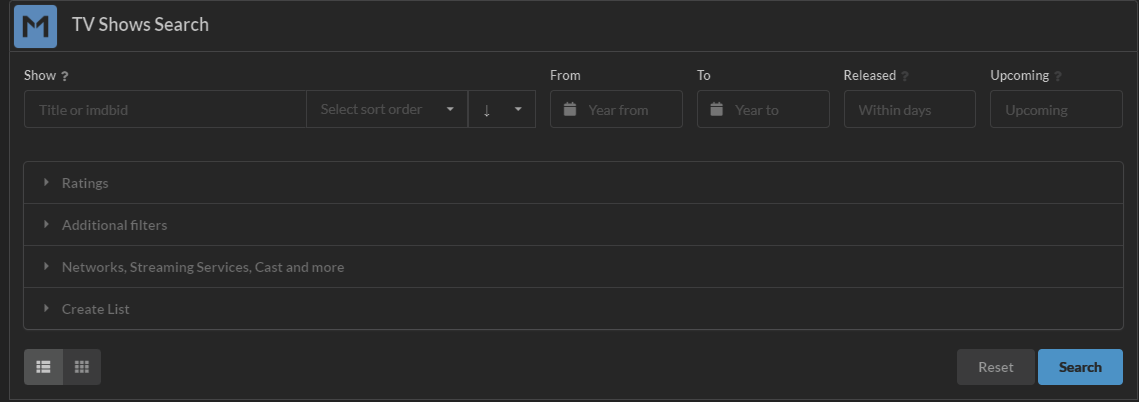 TV Shows Search
Show ? From To Released ? Upcoming ?
Title or imdbid Select sort order ↓ Year from Year to Within days Upcoming
Ratings
Additional filters
Networks, Streaming Services, Cast and more
Create List
Reset Search